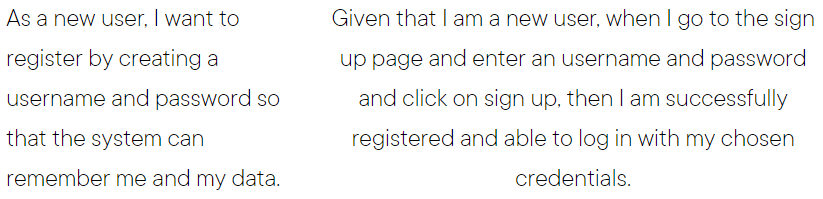 As a new user, I want to
register by creating a
username and password so
that the system can
remember me and my data.
Given that I am a new user, when I go to the sign
up page and enter an username and password
and click on sign up, then I am successfully
registered and able to log in with my chosen
credentials.